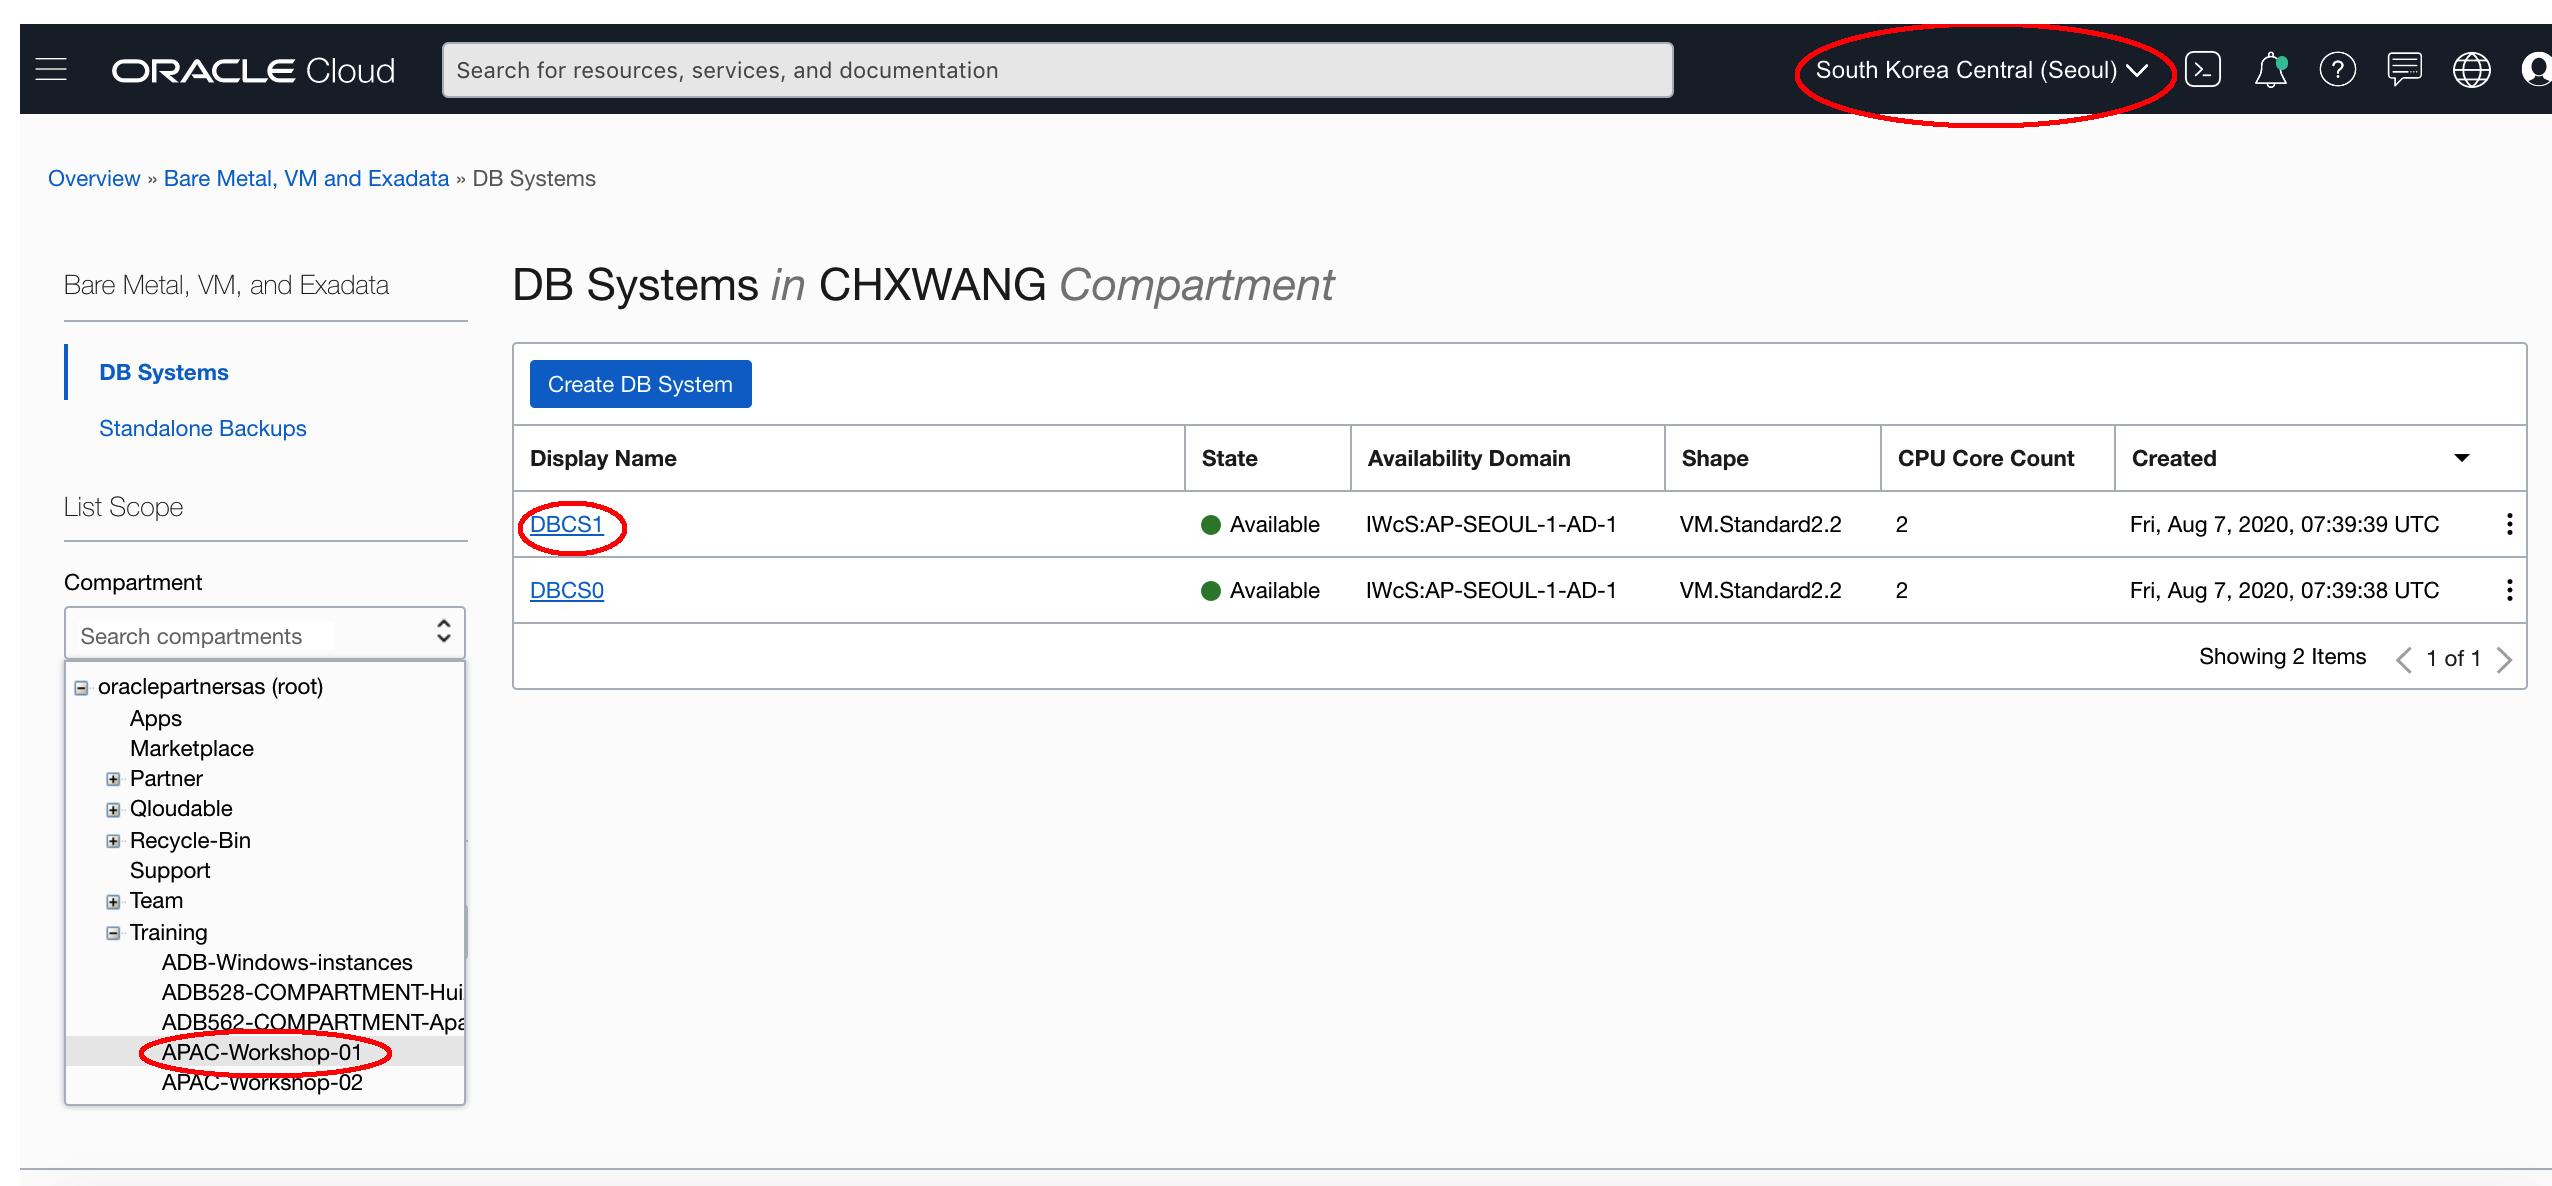 ORACLE Cloud
Search for resources, services, and documentation
South Korea Central (Seoul)
Overview » Bare Metal, VM and Exadata » DB Systems
Bare Metal, VM, and Exadata
DB Systems
Standalone Backups
List Scope
Compartment
Search compartments
oraclepartnersas (root)
Apps
Marketplace
Partner
Qloudable
Recycle-Bin
Support
Team
Training
ADB-Windows-instances
ADB528-COMPARTMENT-Hui
ADB562-COMPARTMENT-Apa
APAC-Workshop-01
APAC-Workshop-02
DB Systems in CHXWANG Compartment
Create DB System
Display Name State Availability Domain Shape CPU Core Count Created
DBCS1 Available IWcS:AP-SEOUL-1-AD-1 VM.Standard2.2 2 Fri, Aug 7, 2020, 07:39:39 UTC
DBCS0 Available IWcS:AP-SEOUL-1-AD-1 VM.Standard2.2 2 Fri, Aug 7, 2020, 07:39:38 UTC
Showing 2 Items 1 of 1